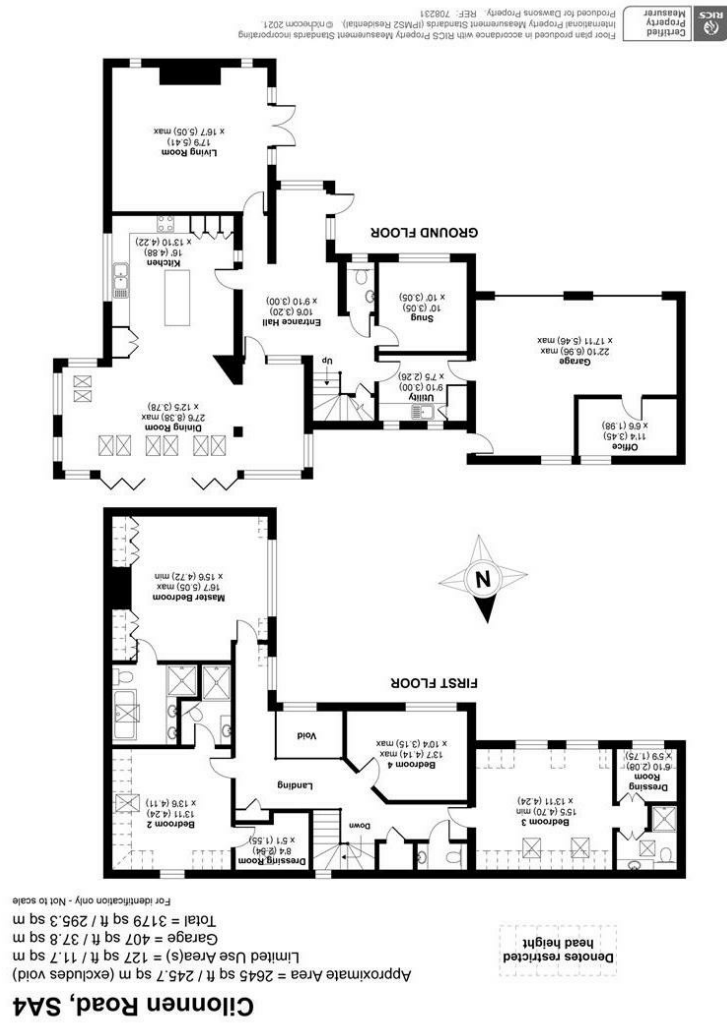 Cilonnen Road, SA4
Approximate Area = 2645 sq ft / 245.7 sq m (excludes void)
Limited Use Area(s) = 127 sq ft / 11.7 sq m
Garage = 407 sq ft / 37.8 sq m
Total = 3179 sq ft / 295.3 sq m
For identification only - Not to scale
Denotes restricted
head height
Dressing Room
8'4 (2.54)
x 5'1 (1.55)
Down
Bedroom 2
13'11 (4.24)
x 13'6 (4.11)
Bedroom 3
15'5 (4.70)
x 13'11 (4.24)
Dressing
Room
6'10 (2.08)
x 5'9 (1.75)
Landing
Bedroom 4
13'7 (4.14) max
x 10'4 (3.15) max
Void
FIRST FLOOR
Master Bedroom
16'7 (5.05) max
x 15'6 (4.72) min
N
Office
11'4 (3.45)
x 6'6 (1.98)
Dining Room
27'6 (8.38) max
x 12'5 (3.78)
Utility
9'10 (3.00)
x 7'5 (2.26)
Up
Garage
22'10 (6.96) max
x 17'11 (5.46) max
Snug
10' (3.05)
x 10' (3.05)
Entrance Hall
10'6 (3.20)
x 9'10 (3.00)
Kitchen
16' (4.88)
x 13'10 (4.22)
GROUND FLOOR
Living Room
17'9 (5.41)
x 16'7 (5.05) max
RICS
Certified
Property
Measurer
Floor plan produced in accordance with RICS Property Measurement Standards incorporating
International Property Measurement Standards (IPMS2 Residential). © nichecom 2021.
Produced for Dawsons Property. REF: 708231